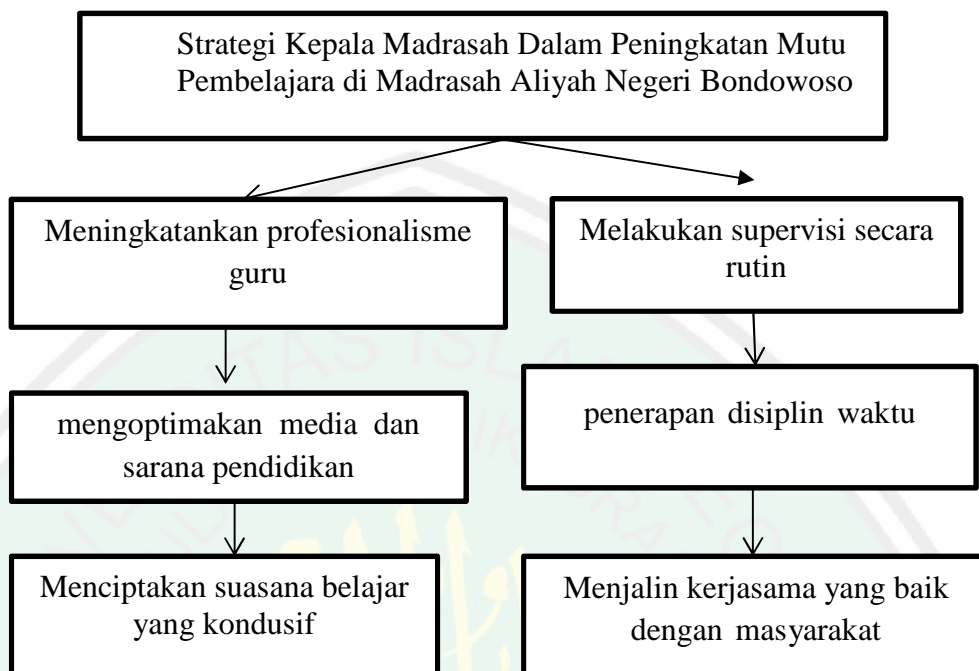 Strategi Kepala Madrasah Dalam Peningkatan Mutu
Pembelajara di Madrasah Aliyah Negeri Bondowoso
Meningkatankan profesionalisme
guru
Melakukan supervisi secara
rutin
mengoptimakan media dan
sarana pendidikan
penerapan disiplin waktu
Menciptakan suasana belajar
yang kondusif
Menjalin kerjasama yang baik
dengan masyarakat